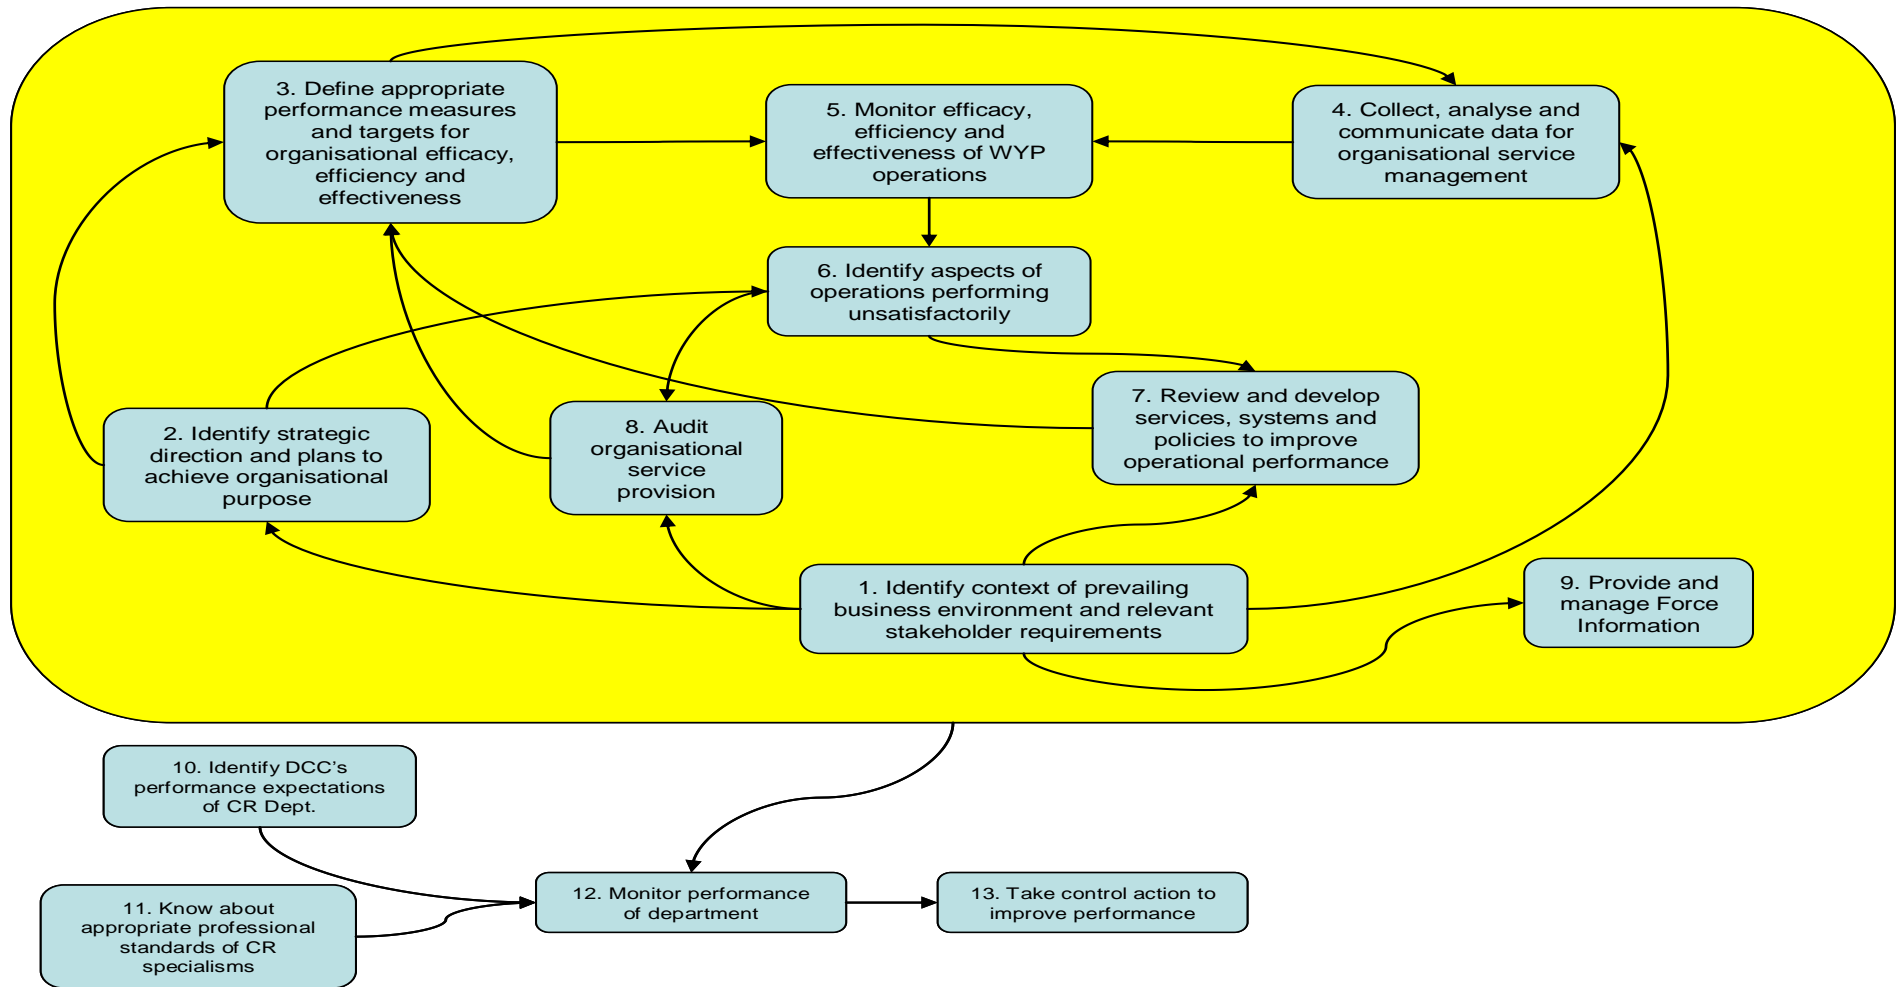 3. Define appropriate
performance measures
and targets for
organisational efficacy,
efficiency and
effectiveness
5. Monitor efficacy,
efficiency and
effectiveness of WYP
operations
4. Collect, analyse and
communicate data for
organisational service
management
6. Identify aspects of
operations performing
unsatisfactorily
7. Review and develop
services, systems and
policies to improve
operational performance
2. Identify strategic
direction and plans to
achieve organisational
purpose
8. Audit
organisational
service
provision
1. Identify context of prevailing
business environment and relevant
stakeholder requirements
9. Provide and
manage Force
Information
10. Identify DCC’s
performance expectations
of CR Dept.
11. Know about
appropriate professional
standards of CR
specialisms
12. Monitor performance
of department
13. Take control action to
improve performance